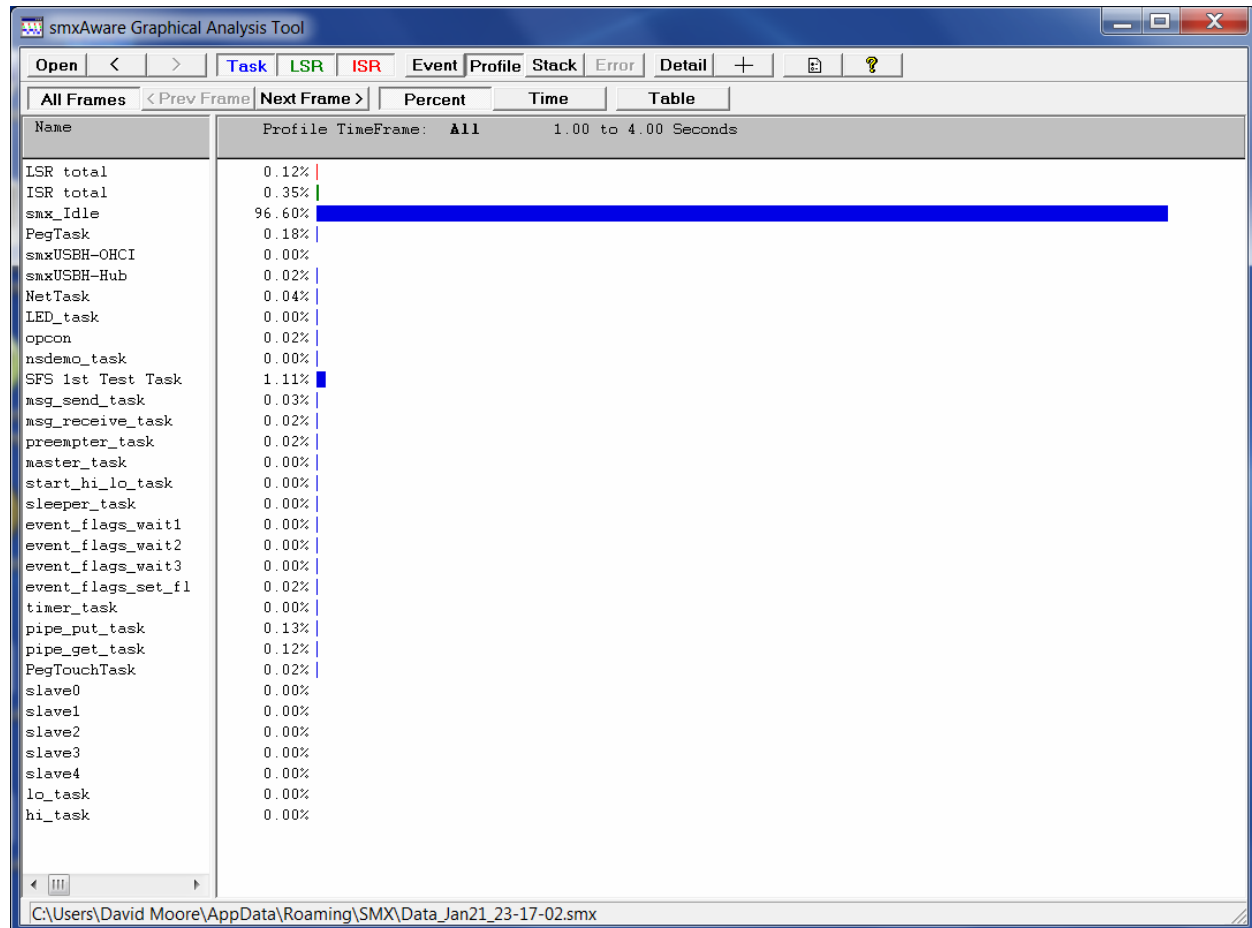 smxAware Graphical Analysis Tool
Open < > Task LSR ISR Event Profile Stack Error Detail + ?
All Frames < Prev Frame Next Frame > Percent Time Table
Name Profile TimeFrame: All 1.00 to 4.00 Seconds
LSR total 0.12%
ISR total 0.35%
smx_Idle 96.60%
PegTask 0.18%
smxUSBH-OHCI 0.00%
smxUSBH-Hub 0.02%
NetTask 0.04%
LED_task 0.00%
opcon 0.02%
nsdemo_task 0.00%
SFS 1st Test Task 1.11%
msg_send_task 0.03%
msg_receive_task 0.02%
preempter_task 0.02%
master_task 0.00%
start_hi_lo_task 0.00%
sleeper_task 0.00%
event_flags_wait1 0.00%
event_flags_wait2 0.00%
event_flags_wait3 0.00%
event_flags_set_fl 0.02%
timer_task 0.00%
pipe_put_task 0.13%
pipe_get_task 0.12%
PegTouchTask 0.02%
slave0 0.00%
slave1 0.00%
slave2 0.00%
slave3 0.00%
slave4 0.00%
lo_task 0.00%
hi_task 0.00%
C:\Users\David Moore\AppData\Roaming\SMX\Data_Jan21_23-17-02.smx